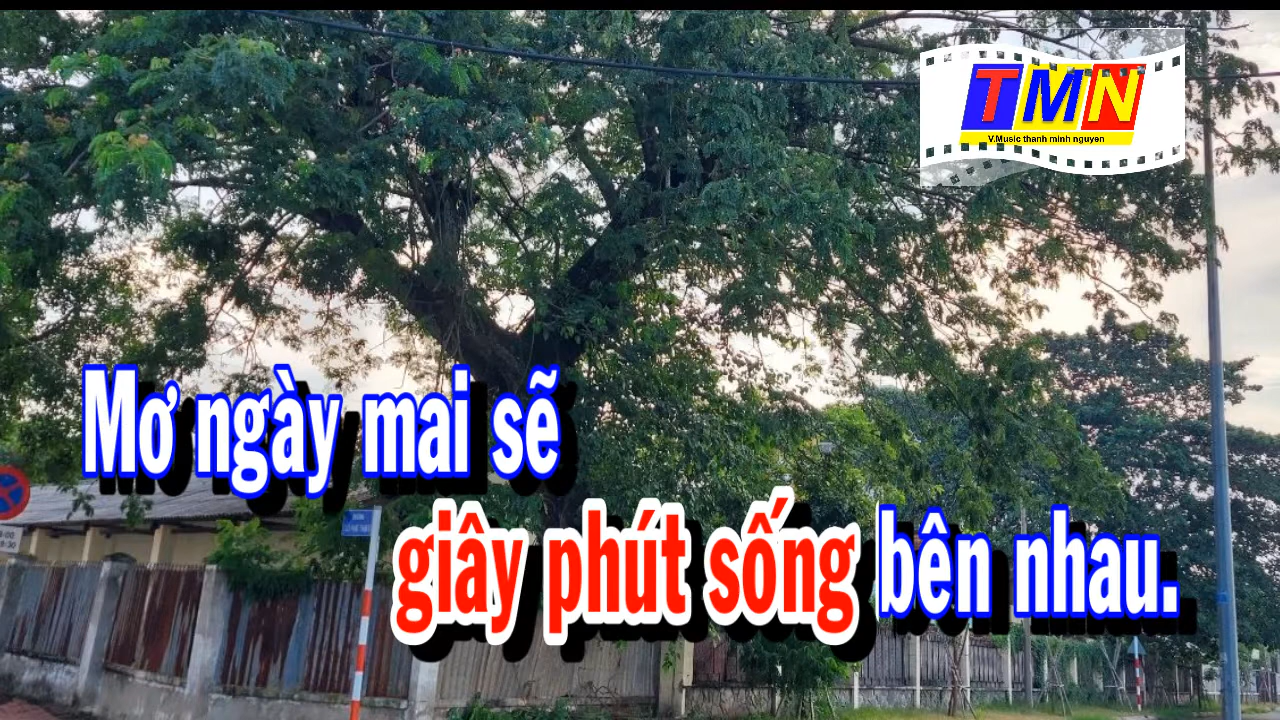 TMN
V.Music thanh minh nguyen
Mơ ngày mai sẽ
giây phút sống bên nhau.